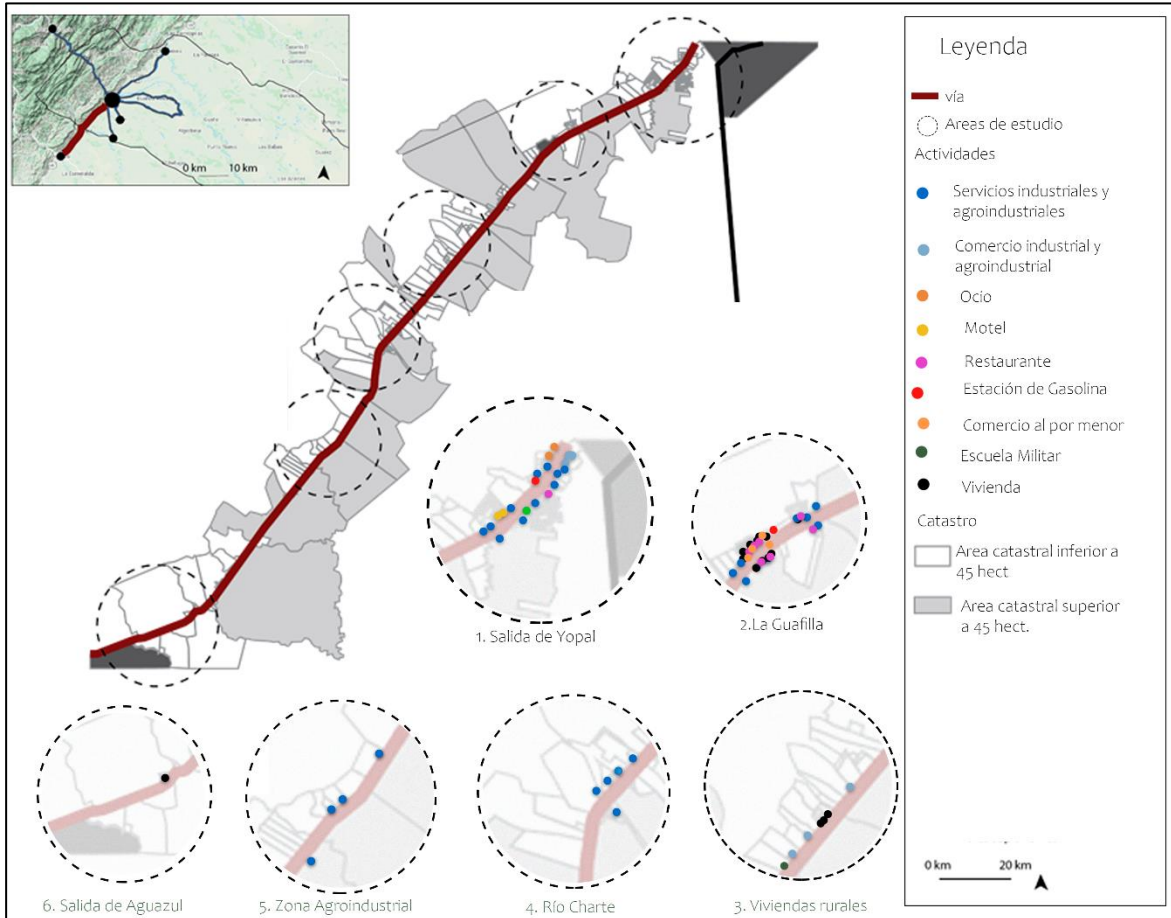 0 km 10 km
La Esmeralda
Leyenda
vía
Areas de estudio
Actividades
Servicios industriales y
agroindustriales
Comercio industrial y
agroindustrial
Ocio
Motel
Restaurante
Estación de Gasolina
Comercio al por menor
Escuela Militar
Vivienda
Catastro
Area catastral inferior a
45 hect
Area catastral superior
a 45 hect.
0 km 20 km
1. Salida de Yopal
2.La Guafilla
6. Salida de Aguazul
5. Zona Agroindustrial
4. Río Charte
3. Viviendas rurales